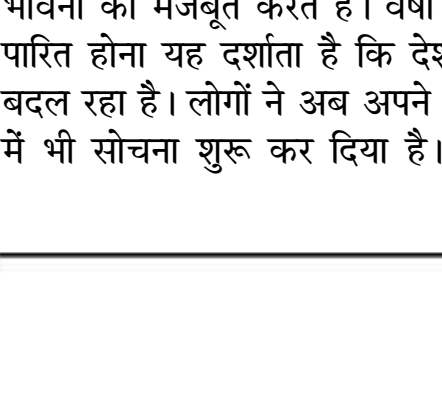 भावना को मजबूत करते हैं। वर्षों
पारित होना यह दर्शाता है कि देश
बदल रहा है। लोगों ने अब अपने
में भी सोचना शुरू कर दिया है।